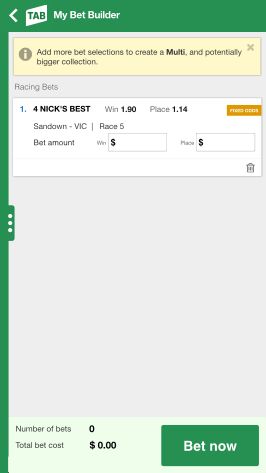 TAB My Bet Builder
Add more bet selections to create a Multi, and potentially
bigger collection.
Racing Bets
1. 4 NICK'S BEST Win 1.90 Place 1.14 FIXED ODDS
Sandown - VIC | Race 5
Bet amount Win $ Place $
Number of bets 0
Total bet cost $ 0.00
Bet now